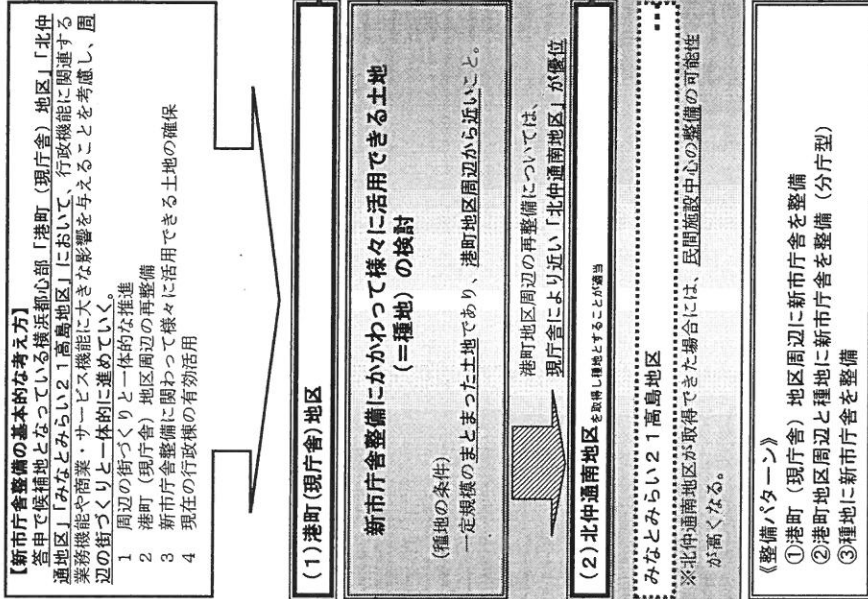 【新市庁舎整備の基本的な考え方】
答申で候補地となっている横浜都心部「港町（現庁舎）地区」「北仲
通地区」「みなとみらい２１高島地区」において、行政機能に関連する
業務機能や商業・サービス機能に大きな影響を与えることを考慮し、周
辺の街づくりと一体的に進めていく。
1 周辺の街づくりと一体的な推進
2 港町（現庁舎）地区周辺の再整備
3 新市庁舎整備に関わって様々に活用できる土地の確保
4 現在の行政棟の有効活用
(1)港町(現庁舎)地区
新市庁舎整備にかかわって様々に活用できる土地
（＝種地）の検討
(種地の条件)
一定規模のまとまった土地であり、港町地区周辺から近いこと。
港町地区周辺の再整備については、
現庁舎により近い「北仲通南地区」が優位
(2)北仲通南地区を取得し種地とすることが適当
みなとみらい２１高島地区
※北仲通南地区が取得できた場合には、民間施設中心の整備の可能性
が高くなる。
《整備パターン》
①港町（現庁舎）地区周辺に新市庁舎を整備
②港町地区周辺と種地に新市庁舎を整備（分庁型）
③種地に新市庁舎を整備